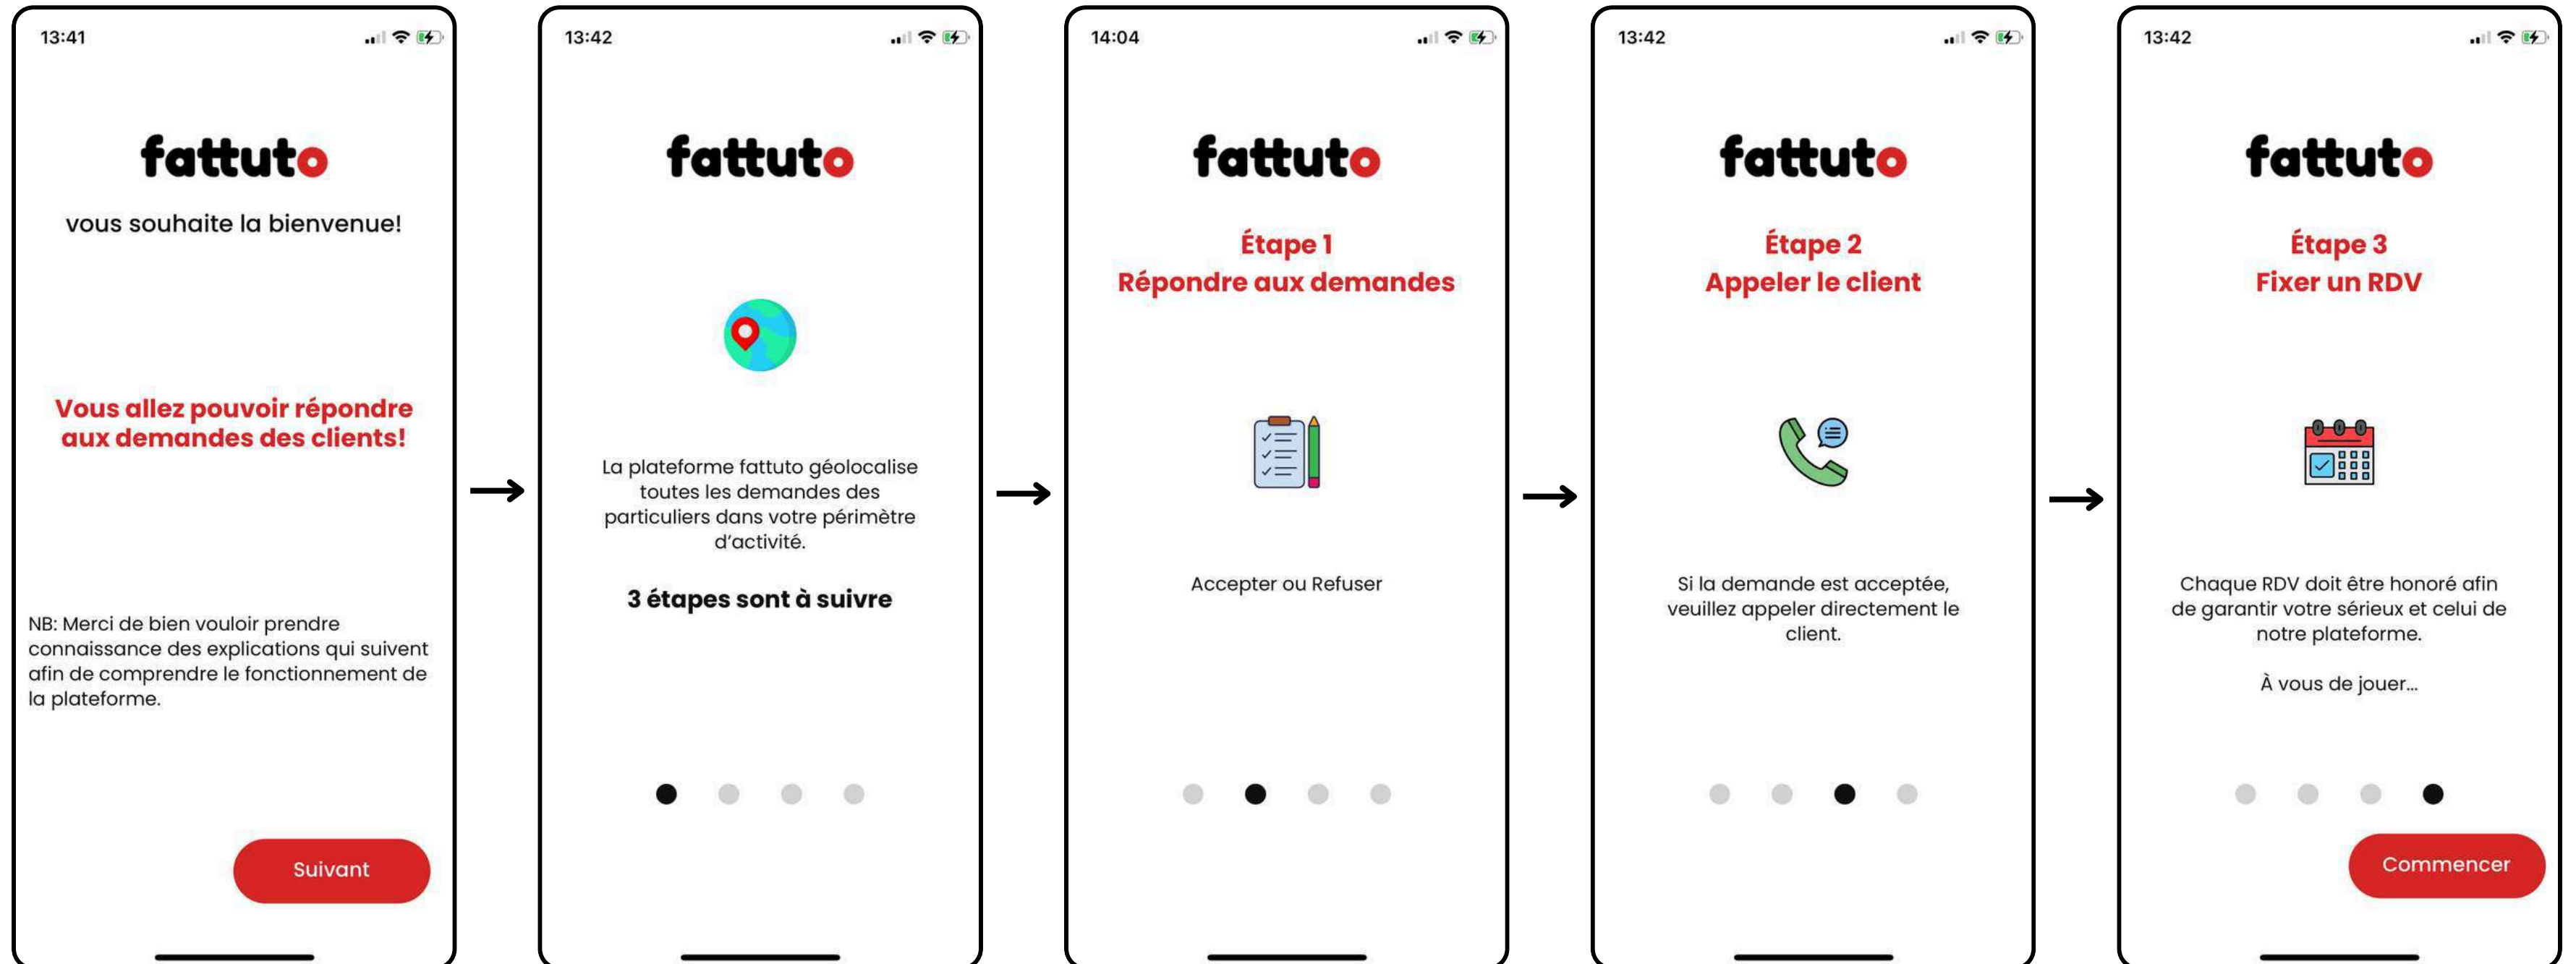 13:41
fattuto
vous souhaite la bienvenue!
Vous allez pouvoir répondre
aux demandes des clients!
NB: Merci de bien vouloir prendre
connaissance des explications qui suivent
afin de comprendre le fonctionnement de
la plateforme.
Suivant
13:42
fattuto
La plateforme fattuto géolocalise
toutes les demandes des
particuliers dans votre périmètre
d'activité.
3 étapes sont à suivre
14:04
fattuto
Étape 1
Répondre aux demandes
Accepter ou Refuser
13:42
fattuto
Étape 2
Appeler le client
Si la demande est acceptée,
veuillez appeler directement le
client.
13:42
fattuto
Étape 3
Fixer un RDV
Chaque RDV doit être honoré afin
de garantir votre sérieux et celui de
notre plateforme.
À vous de jouer...
Commencer